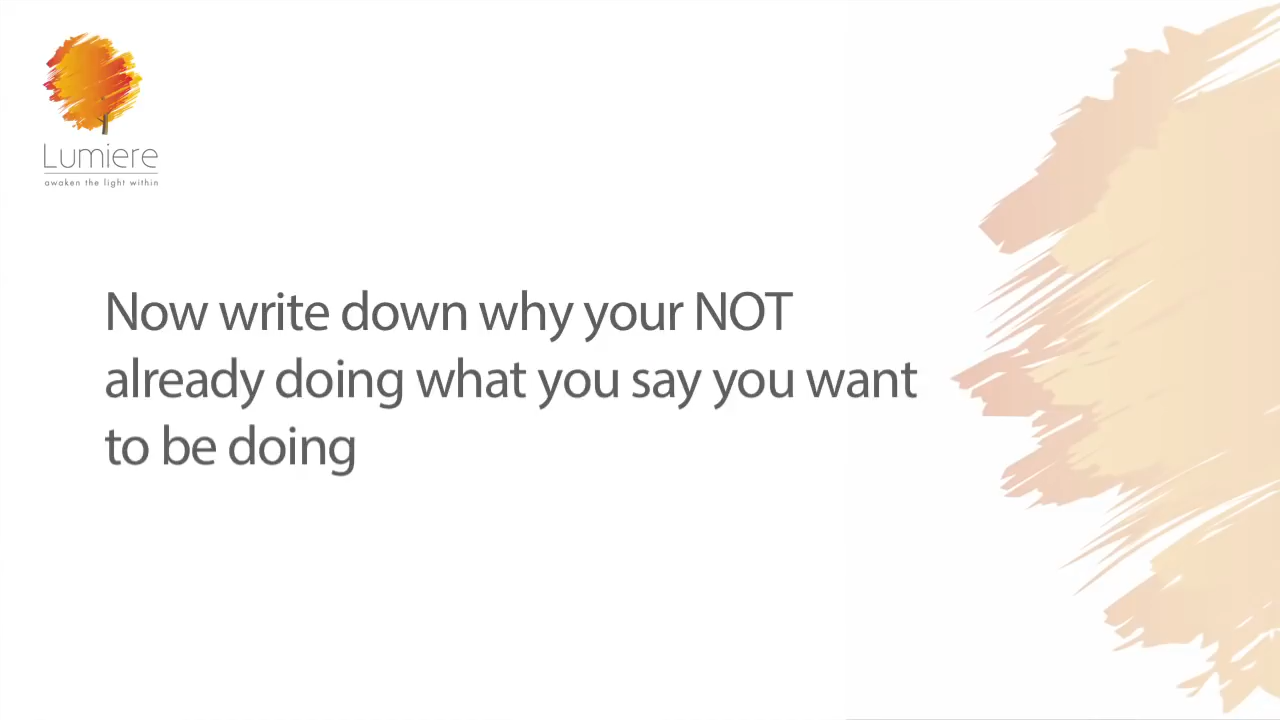 Lumiere
awaken the light within
Now write down why your NOT
already doing what you say you want
to be doing